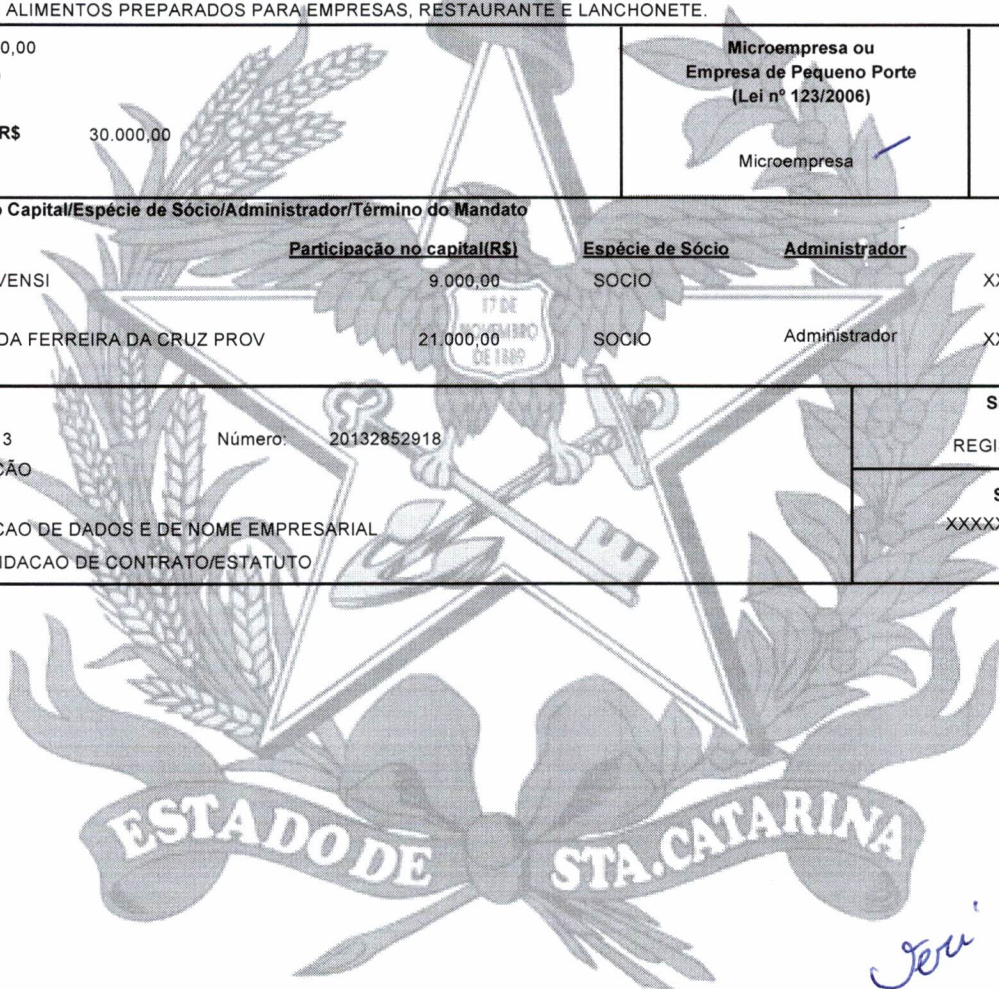 ALIMENTOS PREPARADOS PARA EMPRESAS, RESTAURANTE E LANCHONETE.
0,00
Microempresa ou
Empresa de Pequeno Porte
(Lei nº 123/2006)
R$ 30.000,00
Microempresa
Capital/Espécie de Sócio/Administrador/Término do Mandato
Participação no capital(R$) Espécie de Sócio Administrador
VENSI 9.000,00 SOCIO XX
17 DE
NOVEMBRO
DE 1889
DA FERREIRA DA CRUZ PROV 21.000,00 SOCIO Administrador XX
3 Número: 20132852918
ÇÃO
CAO DE DADOS E DE NOME EMPRESARIAL
IDACAO DE CONTRATO/ESTATUTO
S
REGIS
S
XXXXX
ESTADO DE STA.CATARINA